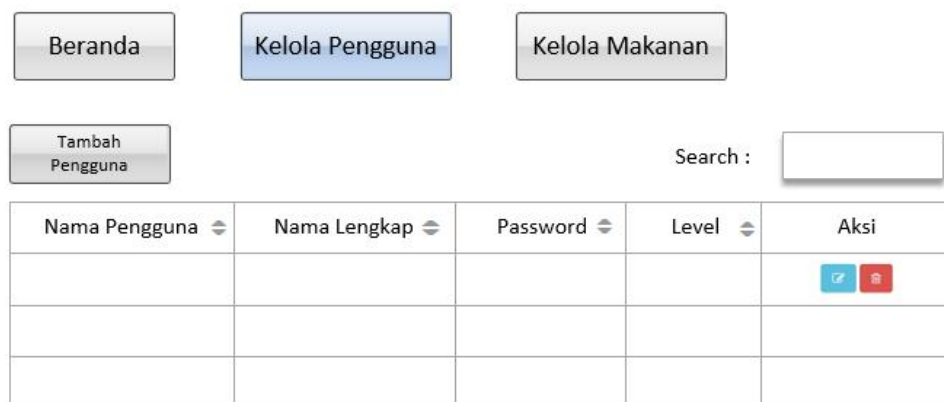 Beranda
Kelola Pengguna
Kelola Makanan
Tambah
Pengguna
Search :
Nama Pengguna
Nama Lengkap
Password
Level
Aksi